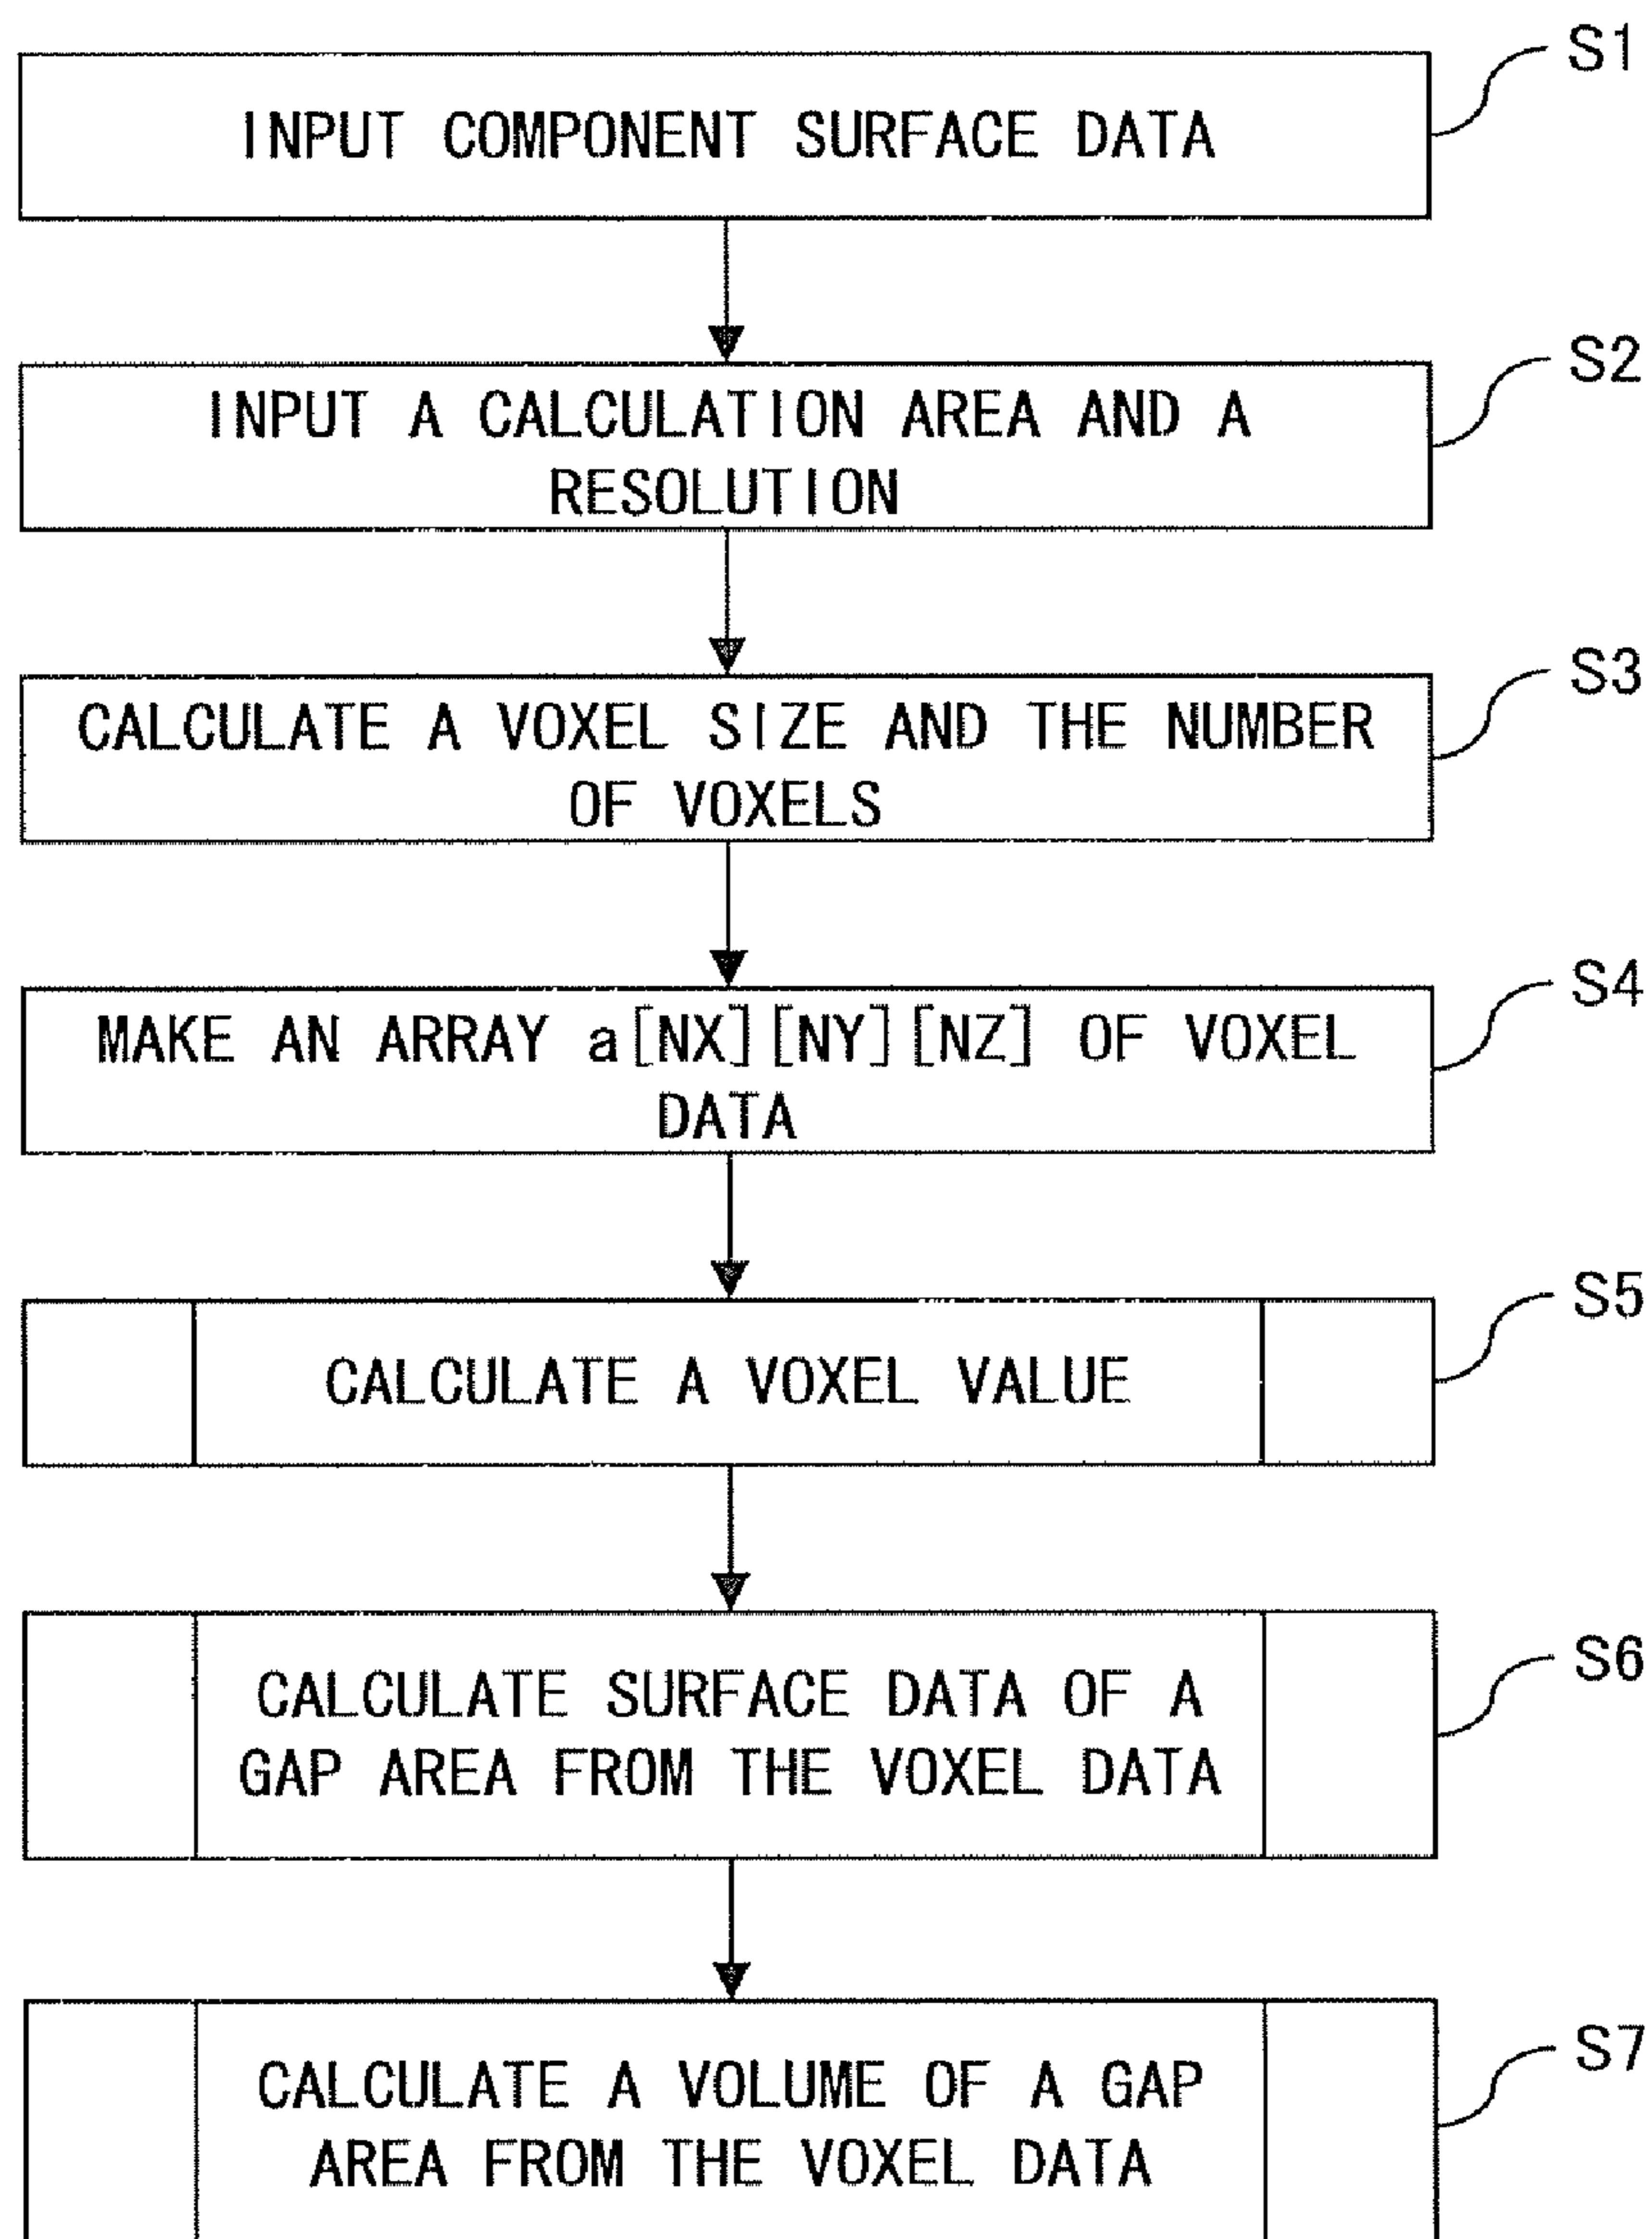 S1
INPUT COMPONENT SURFACE DATA
S2
INPUT A CALCULATION AREA AND A
RESOLUTION
S3
CALCULATE A VOXEL SIZE AND THE NUMBER
OF VOXELS
S4
MAKE AN ARRAY a[NX][NY][NZ] OF VOXEL
DATA
S5
CALCULATE A VOXEL VALUE
S6
CALCULATE SURFACE DATA OF A
GAP AREA FROM THE VOXEL DATA
S7
CALCULATE A VOLUME OF A GAP
AREA FROM THE VOXEL DATA